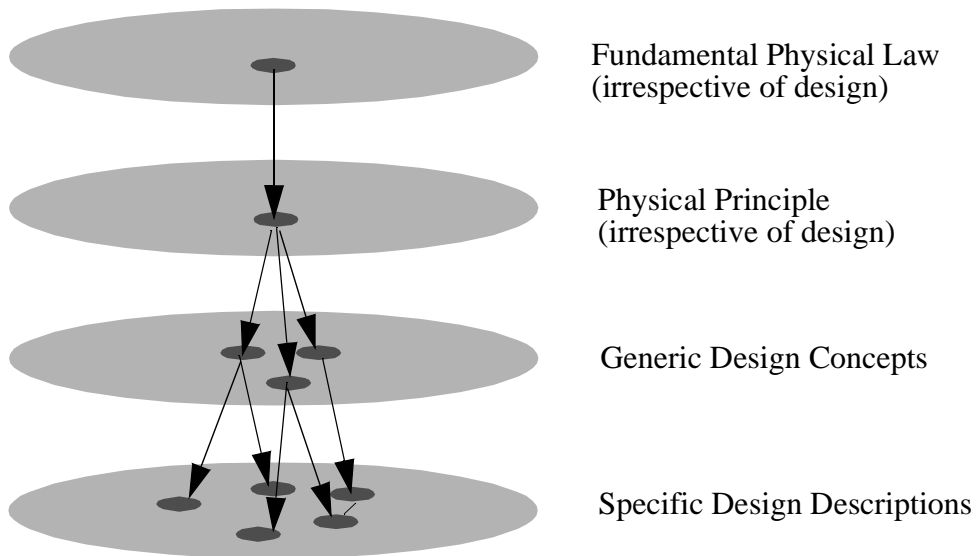 Fundamental Physical Law
(irrespective of design)
Physical Principle
(irrespective of design)
Generic Design Concepts
Specific Design Descriptions